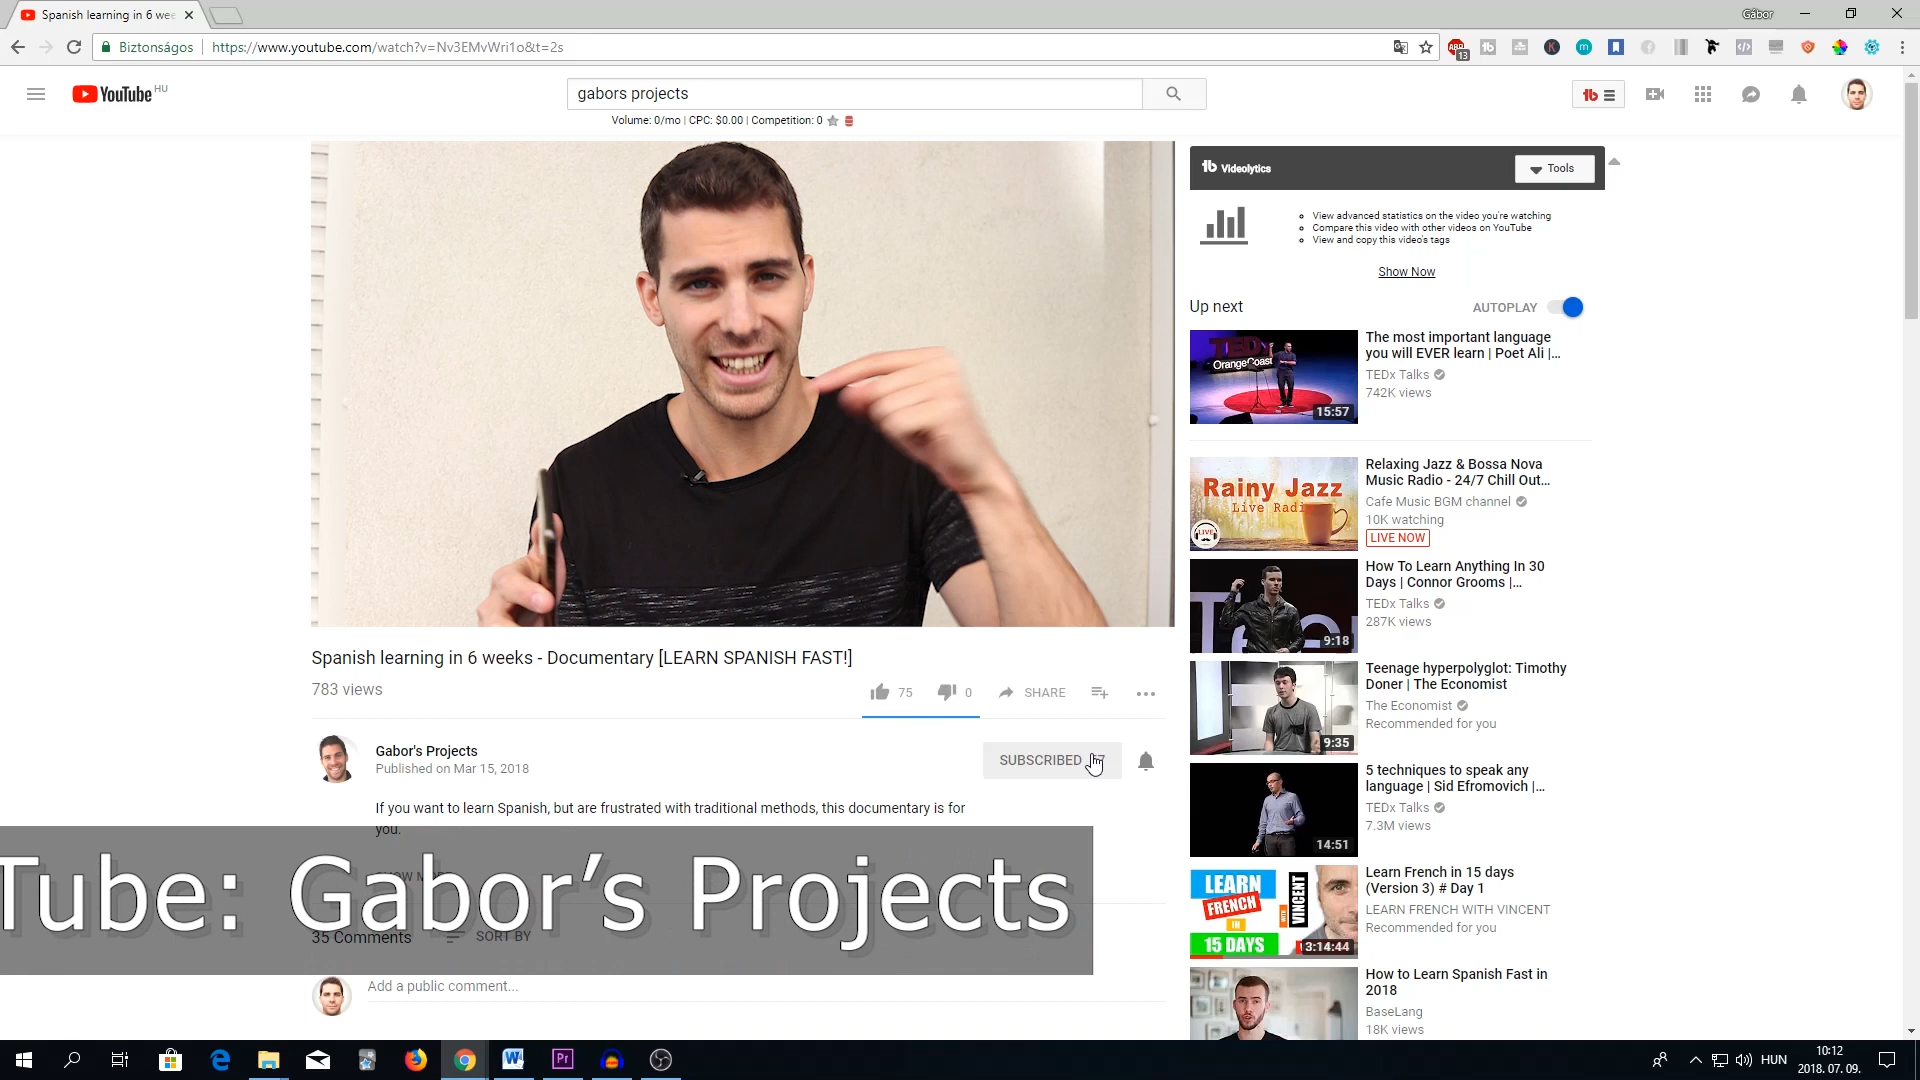 Spanish learning in 6 wee
Gábor
Biztonságos
https://www.youtube.com/watch?v=Nv3EMvWri1o&t=2s
13
YouTube HU
gabors projects
Volume: 0/mo | CPC: $0.00 | Competition: 0
Videolytics
Tools
View advanced statistics on the video you're watching
Compare this video with other videos on YouTube
View and copy this video's tags
Show Now
Up next
AUTOPLAY
TEDx
OrangeCoast
15:57
The most important language
you will EVER learn | Poet Ali |...
TEDx Talks
742K views
Rainy Jazz
Live Radi
LIVE
Relaxing Jazz & Bossa Nova
Music Radio - 24/7 Chill Out...
Cafe Music BGM channel
10K watching
LIVE NOW
9:18
How To Learn Anything In 30
Days | Connor Grooms |...
TEDx Talks
287K views
Spanish learning in 6 weeks - Documentary [LEARN SPANISH FAST!]
783 views
75
0
SHARE
9:35
Teenage hyperpolyglot: Timothy
Doner | The Economist
The Economist
Recommended for you
Gabor's Projects
Published on Mar 15, 2018
SUBSCRIBED
If you want to learn Spanish, but are frustrated with traditional methods, this documentary is for
you.
14:51
5 techniques to speak any
language | Sid Efromovich |...
TEDx Talks
7.3M views
Tube: Gabor's Projects
35 Comments
SORT BY
Add a public comment...
LEARN
FRENCH
IN
15 DAYS
WITH
VINCENT
3:14:44
Learn French in 15 days
(Version 3) # Day 1
LEARN FRENCH WITH VINCENT
Recommended for you
How to Learn Spanish Fast in
2018
BaseLang
18K views
HUN
10:12
2018. 07. 09.